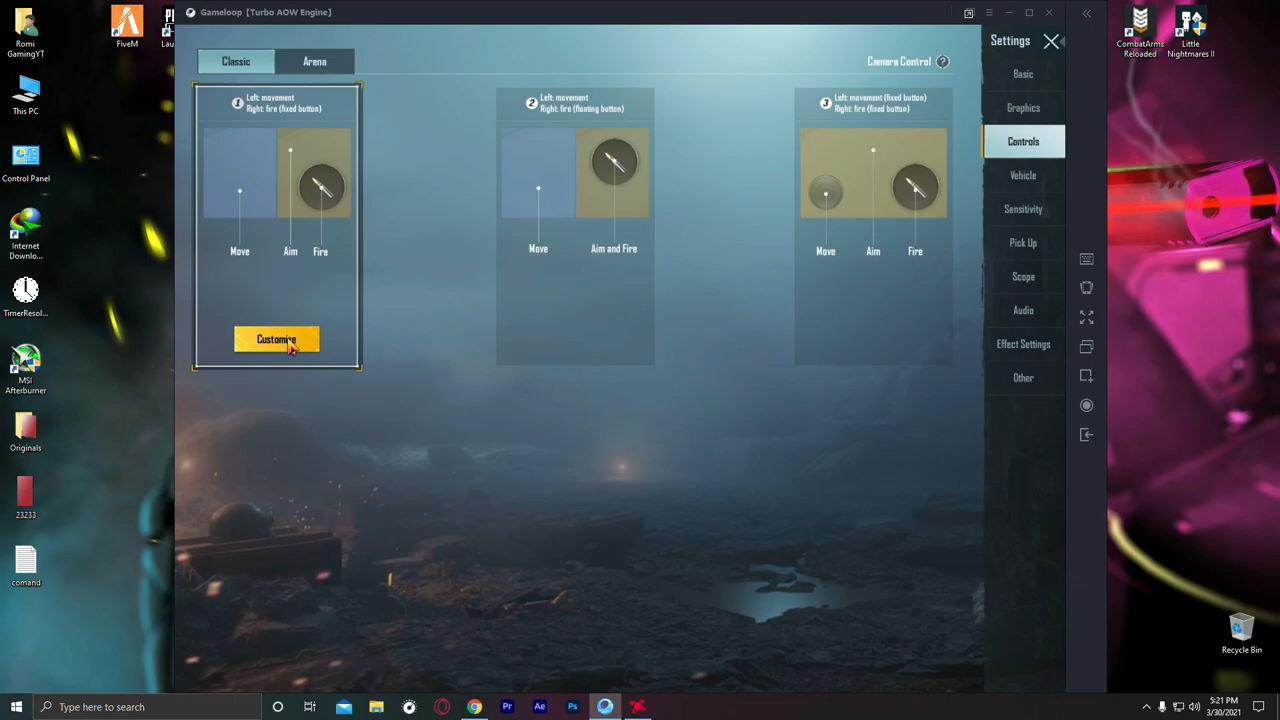 Gameloop [Turbo AOW Engine]
Romi
GamingYT
FiveM
This PC
Control Panel
Internet
Downlo...
TimerResol...
MSI
Afterburner
Originals
23233
comand
Classic
Arena
Camera Control ?
1 Left: movement
Right: fire (fixed button)
Move
Aim
Fire
Customize
2 Left: movement
Right: fire (floating button)
Move
Aim and Fire
3 Left: movement (fixed button)
Right: fire (fixed button)
Move
Aim
Fire
Settings
Basic
Graphics
Controls
Vehicle
Sensitivity
Pick Up
Scope
Audio
Effect Settings
Other
CombatArms
Reloaded
Little
Nightmares II
Recycle Bin
Type here to search
Pr
Ae
Ps
5:21 PM
3/30/2021